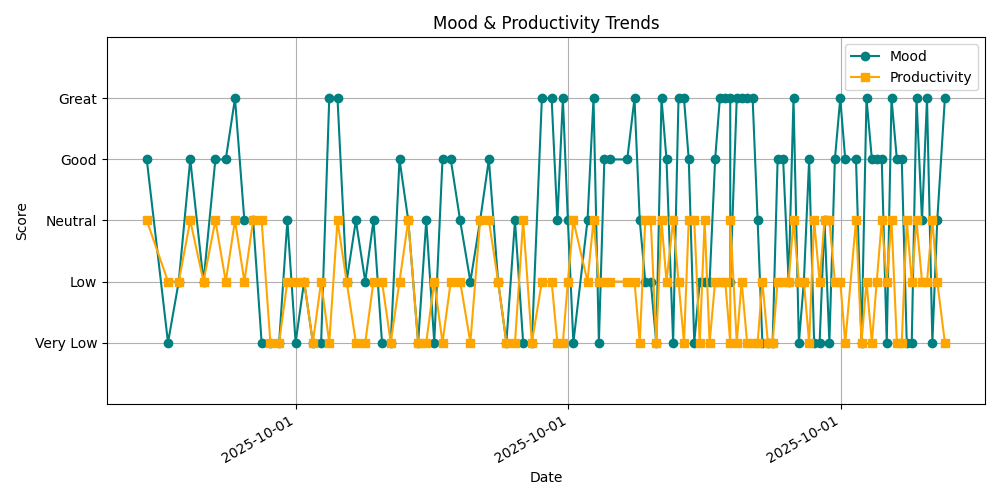 Mood & Productivity Trends
Mood
Productivity
Great
Good
Neutral
Low
Very Low
Score
2025-10-01
2025-10-01
2025-10-01
Date